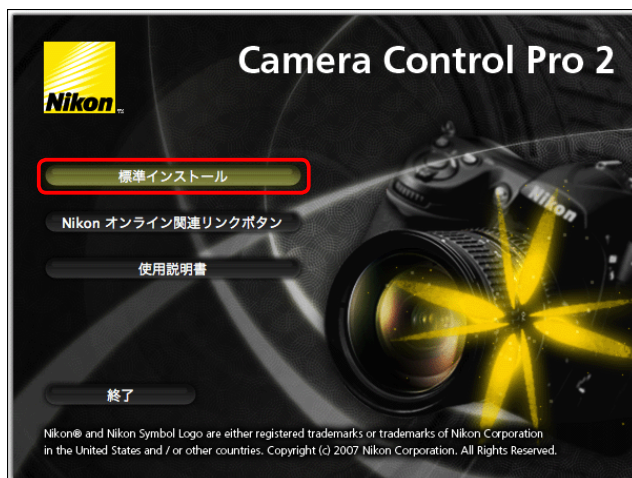 Camera Control Pro 2
Nikon™
標準インストール
Nikon オンライン関連リンクボタン
使用説明書
Nikon
終了
Nikon® and Nikon Symbol Logo are either registered trademarks or trademarks of Nikon Corporation
in the United States and / or other countries. Copyright (c) 2007 Nikon Corporation. All Rights Reserved.